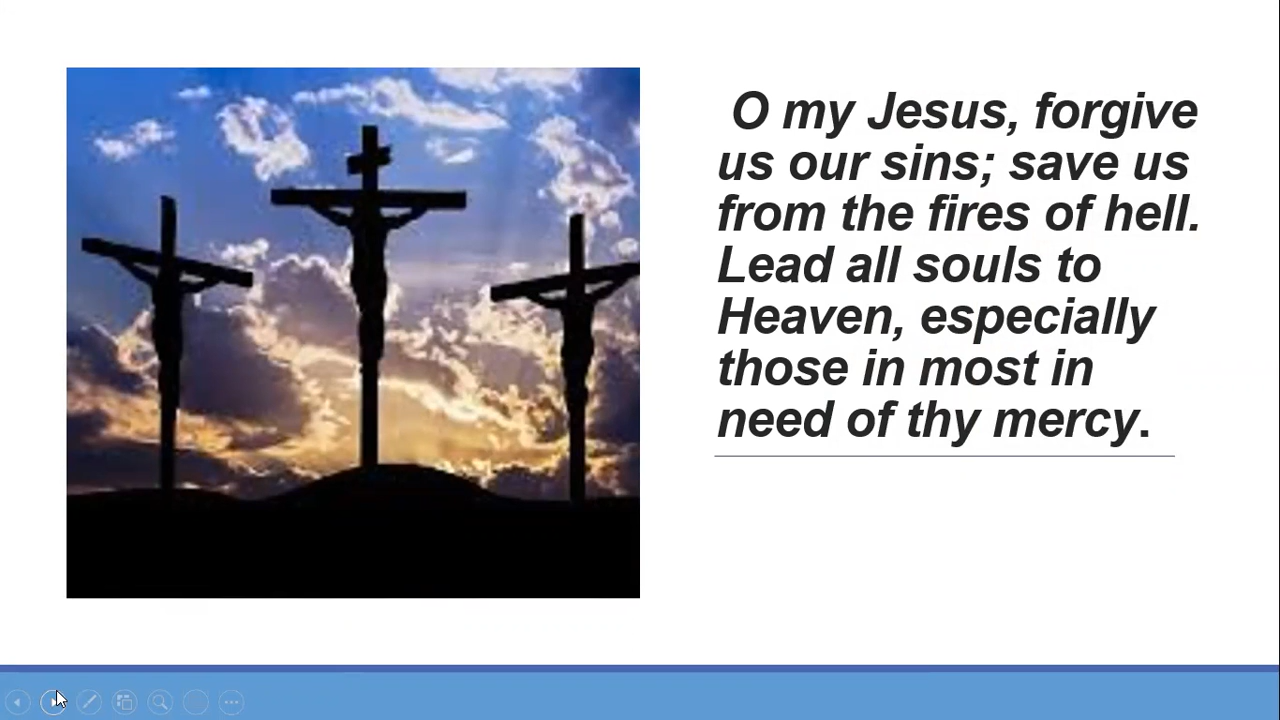 O my Jesus, forgive
us our sins; save us
from the fires of hell.
Lead all souls to
Heaven, especially
those in most in
need of thy mercy.